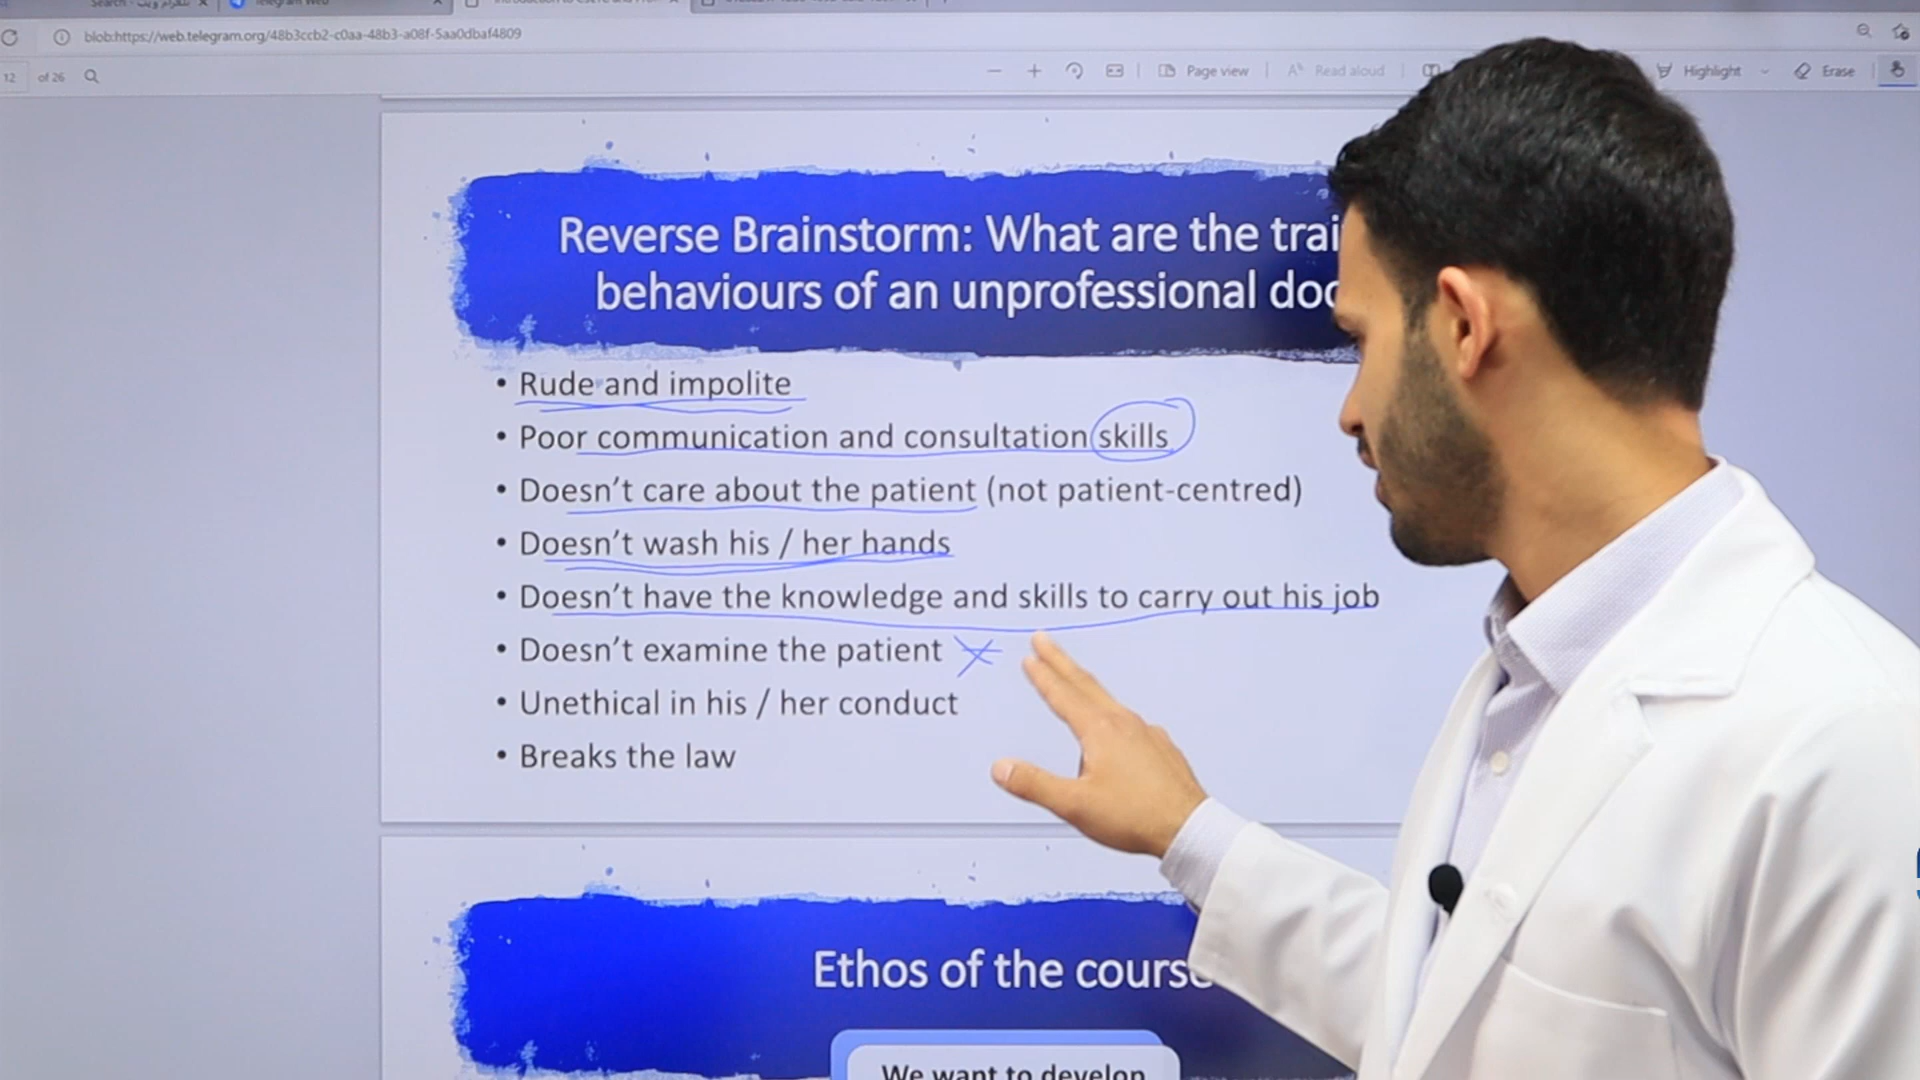 blob:https://web.telegram.org/48b3ccb2-c0aa-48b3-a08f-5aa0dbaf4809
12 of 26
Page view
Read aloud
Highlight
Erase
Reverse Brainstorm: What are the trai
behaviours of an unprofessional doc
• Rude and impolite
• Poor communication and consultation skills
• Doesn't care about the patient (not patient-centred)
• Doesn't wash his / her hands
• Doesn't have the knowledge and skills to carry out his job
• Doesn't examine the patient
• Unethical in his / her conduct
• Breaks the law
Ethos of the course
We want to develop